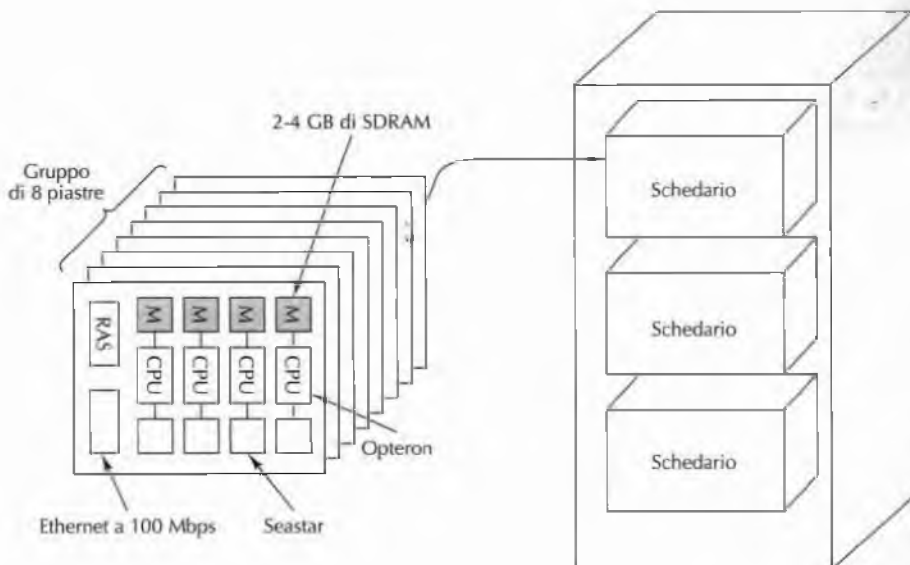 2-4 GB di SDRAM
Gruppo
di 8 piastre
Schedario
Schedario
Schedario
RAS
M
M
M
M
CPU
CPU
CPU
CPU
Opteron
Ethernet a 100 Mbps
Seastar